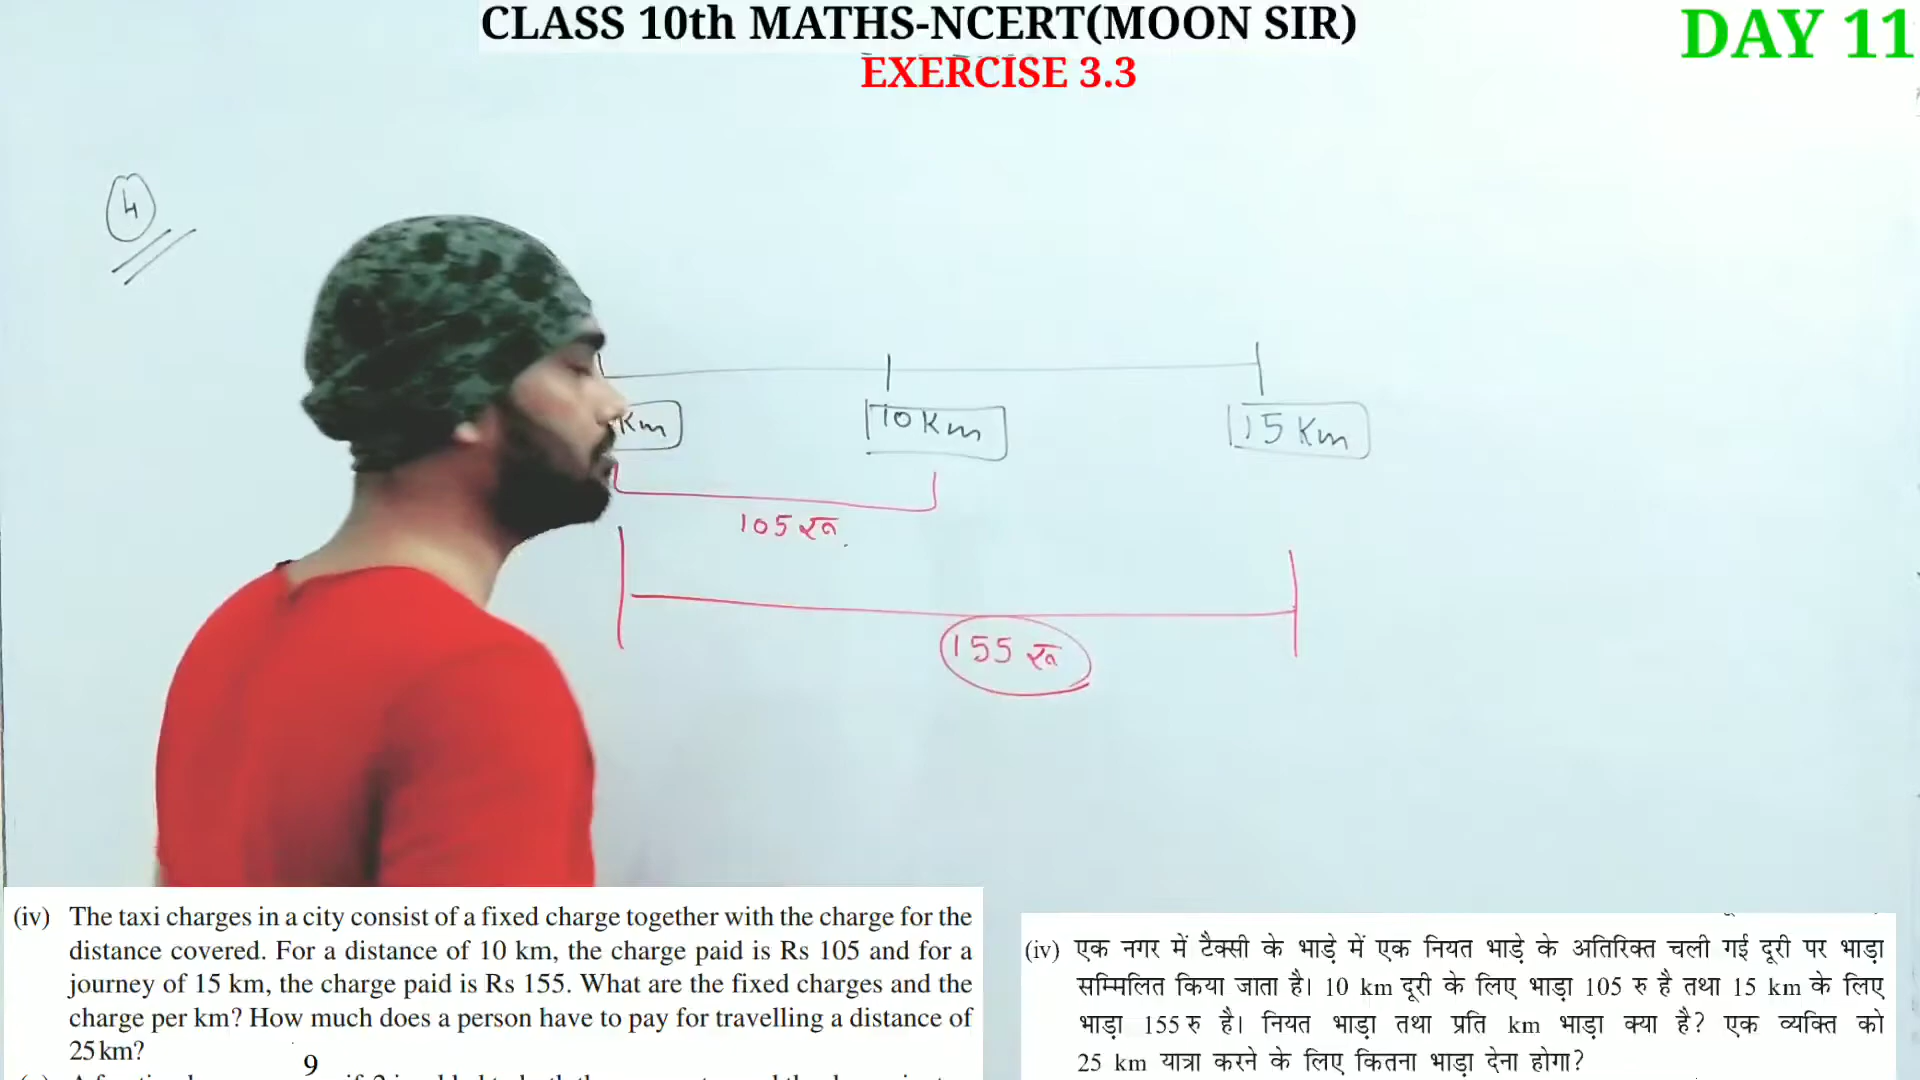 CLASS 10th MATHS-NCERT(MOON SIR)
DAY 11
EXERCISE 3.3
4
Km
10 Km
15 Km
105 रू.
155 रू
(iv) The taxi charges in a city consist of a fixed charge together with the charge for the
distance covered. For a distance of 10 km, the charge paid is Rs 105 and for a
journey of 15 km, the charge paid is Rs 155. What are the fixed charges and the
charge per km? How much does a person have to pay for travelling a distance of
25 km?
9
(iv) एक नगर में टैक्सी के भाड़े में एक नियत भाड़े के अतिरिक्त चली गई दूरी पर भाड़ा
सम्मिलित किया जाता है। 10 km दूरी के लिए भाड़ा 105 रु है तथा 15 km के लिए
भाड़ा 155 रु है। नियत भाड़ा तथा प्रति km भाड़ा क्या है? एक व्यक्ति को
25 km यात्रा करने के लिए कितना भाड़ा देना होगा?